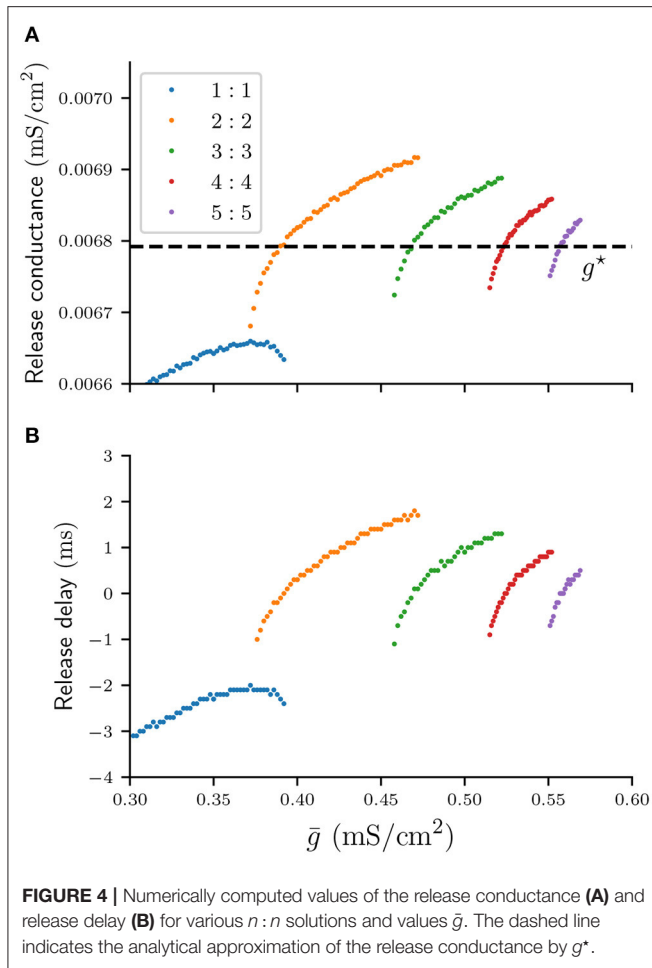 A
Release conductance (mS/cm²)
0.0070
0.0069
0.0068
0.0067
0.0066
1 : 1
2 : 2
3 : 3
4 : 4
5 : 5
g⋆
B
Release delay (ms)
3
2
1
0
−1
−2
−3
−4
0.30 0.35 0.40 0.45 0.50 0.55 0.60
ḡ (mS/cm²)
FIGURE 4 | Numerically computed values of the release conductance (A) and
release delay (B) for various n : n solutions and values ḡ. The dashed line
indicates the analytical approximation of the release conductance by g⋆.